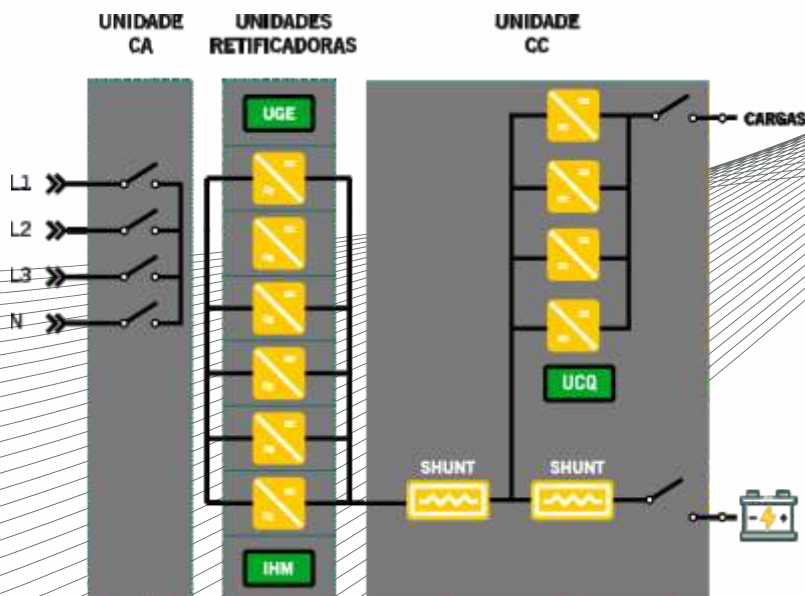 UNIDADE
CA
UNIDADES
RETIFICADORAS
UNIDADE
CC
UGE
CARGAS
L1
L2
L3
N
UCQ
SHUNT
SHUNT
IHM